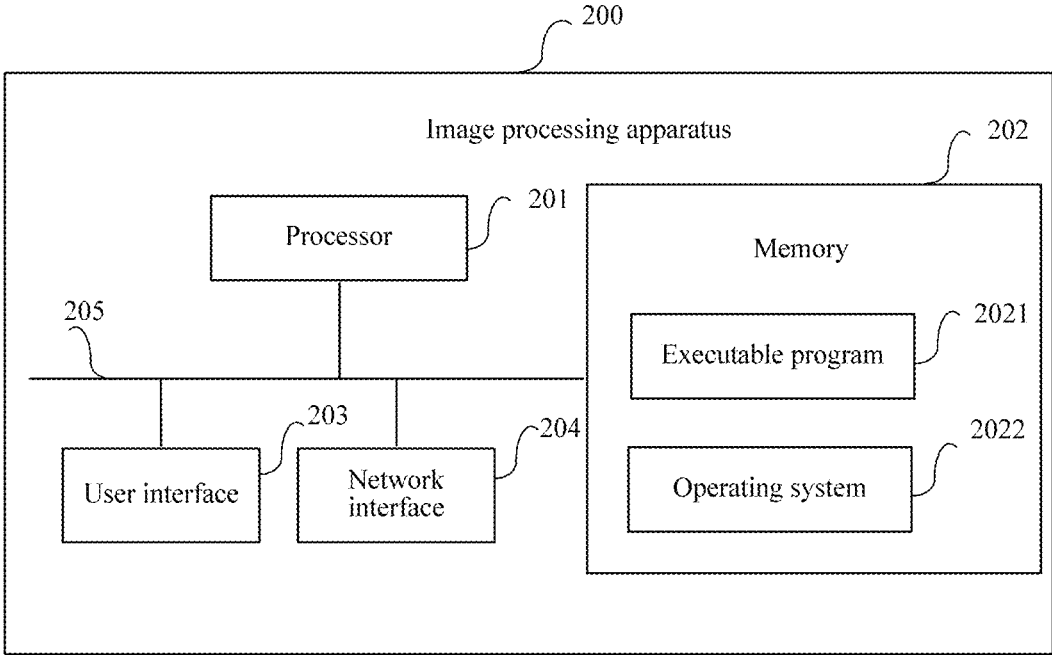 200
Image processing apparatus
202
201
Processor
Memory
205
2021
Executable program
203
204
2022
User interface
Network
interface
Operating system